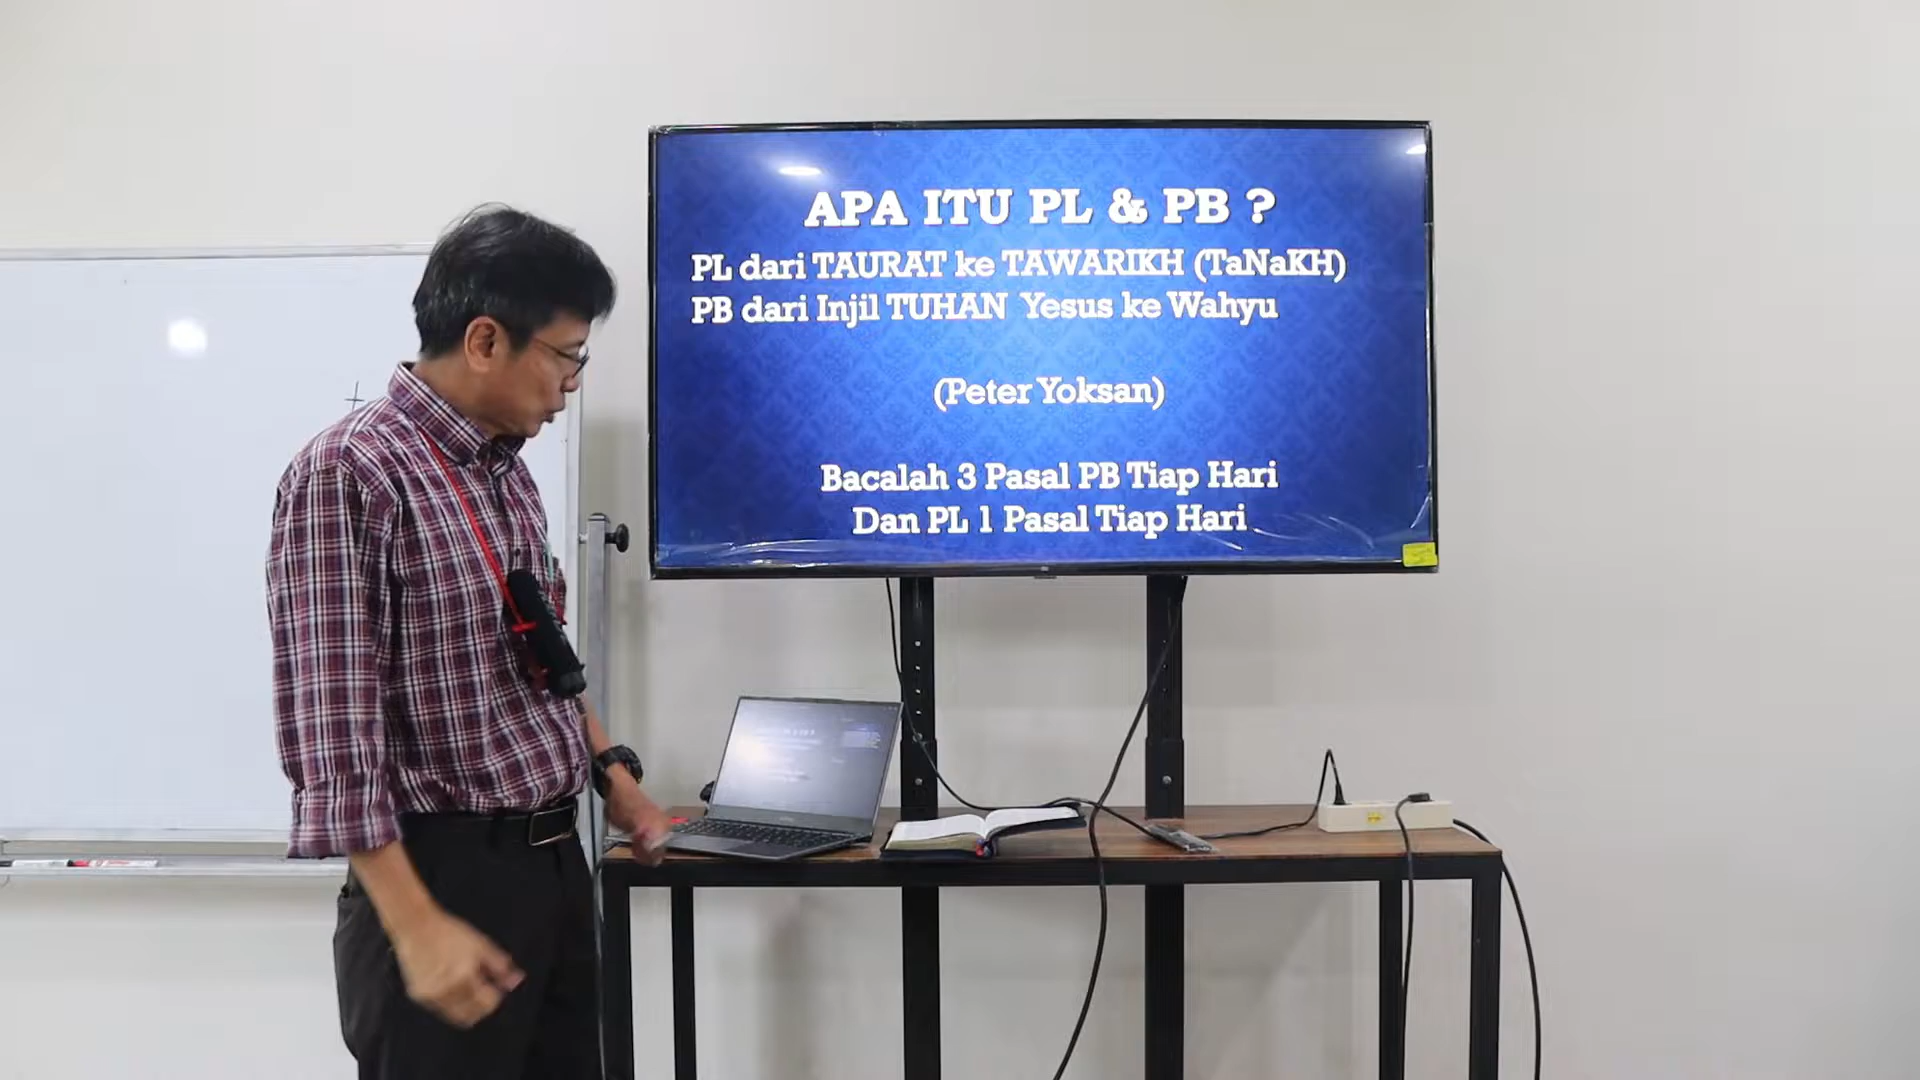 APA ITU PL & PB ?
PL dari TAURAT ke TAWARIKH (TaNaKH)
PB dari Injil TUHAN Yesus ke Wahyu
(Peter Yoksan)
Bacalah 3 Pasal PB Tiap Hari
Dan PL 1 Pasal Tiap Hari